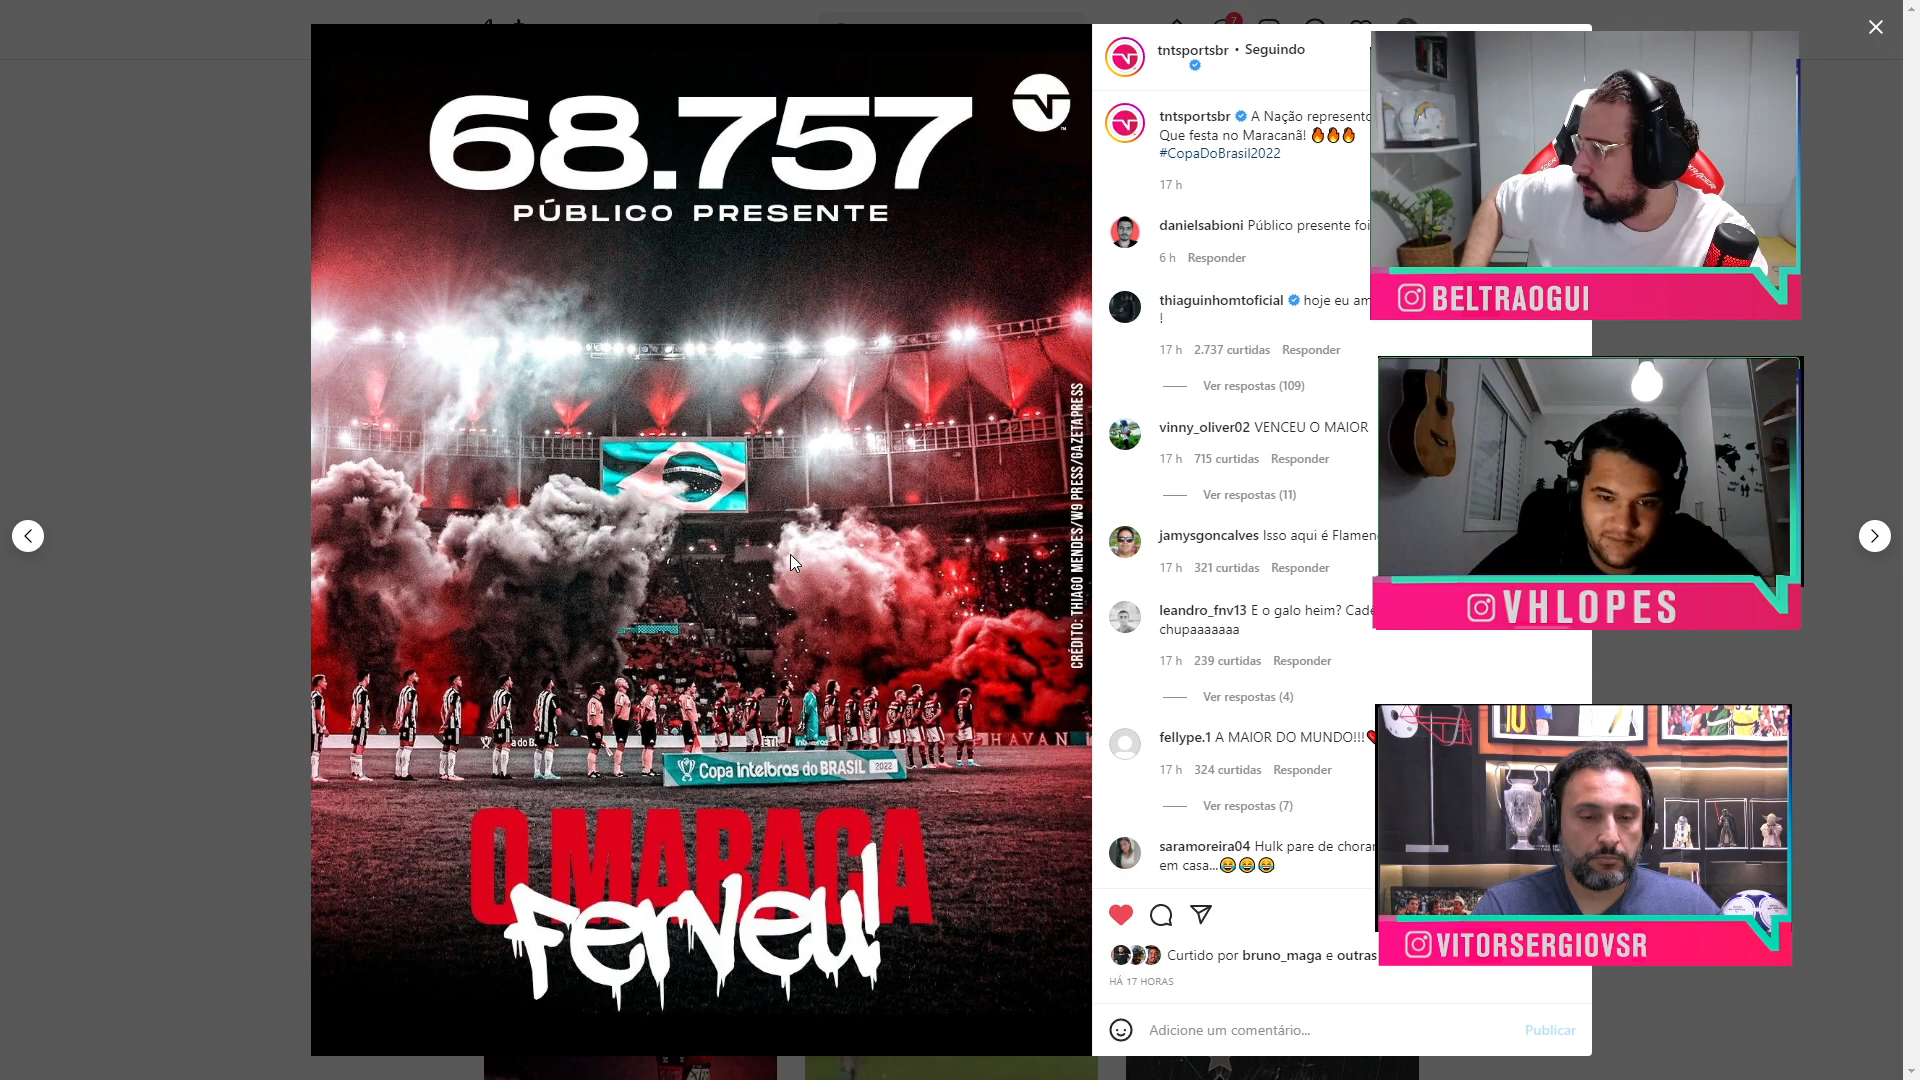 68.757
PÚBLICO PRESENTE
CRÉDITO: THIAGO MENDES/W9 PRESS/GAZETAPRESS
HAVAN
Copa intelbras do BRASIL 2022
O MARACA
Ferveu!
7
tntsportsbr • Seguindo
tntsportsbr A Nação
Que festa no Maracanã! 🔥🔥🔥
#CopaDoBrasil2022
17 h
danielsabioni Público presente foi
6 h Responder
thiaguinhomtoficial hoje eu
!
17 h 2.737 curtidas Responder
Ver respostas (109)
vinny_oliver02 VENCEU O MAIOR
17 h 715 curtidas Responder
Ver respostas (11)
jamysgoncalves Isso aqui é
17 h 321 curtidas Responder
leandro_fnv13 E o galo heim?
chupaaaaaaa
17 h 239 curtidas Responder
Ver respostas (4)
fellype.1 A MAIOR DO MUNDO!!!
17 h 324 curtidas Responder
Ver respostas (7)
saramoreira04 Hulk pare de
em casa...😂😂😂
Curtido por bruno_maga e outras
HÁ 17 HORAS
Adicione um comentário...
Publicar
BELTRAOGUI
VHLOPES
VITORSERGIOVSR